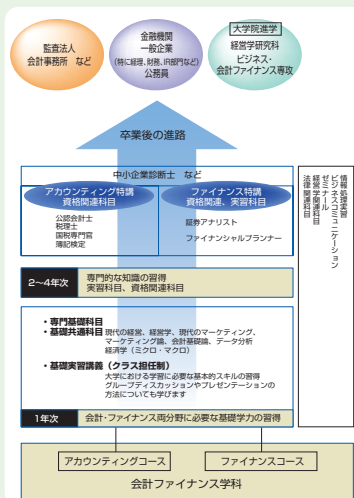 監査法人
会計事務所 など
金融機関
一般企業
(特に経理、財務、IR部門など)
公務員
大学院進学
経営学研究科
ビジネス・
会計ファイナンス専攻
卒業後の進路
中小企業診断士 など
アカウンティング特講
資格関連科目
公認会計士
税理士
国税専門官
簿記検定
ファイナンス特講
資格関連、実習科目
証券アナリスト
ファイナンシャルプランナー
情報処理実習
ビジネスコミュニケーション
ゼミナール
経営学関連科目
法律関連科目
2〜4年次
専門的な知識の習得
実習科目、資格関連科目
・専門基礎科目
・基礎共通科目 現代の経営、経営学、現代のマーケティング、
マーケティング論、会計基礎論、データ分析
経済学(ミクロ・マクロ)
・基礎実習講義(クラス担任制)
大学における学習に必要な基本的スキルの習得
グループディスカッションやプレゼンテーションの
方法についても学びます
1年次
会計・ファイナンス両分野に必要な基礎学力の習得
アカウンティングコース
ファイナンスコース
会計ファイナンス学科